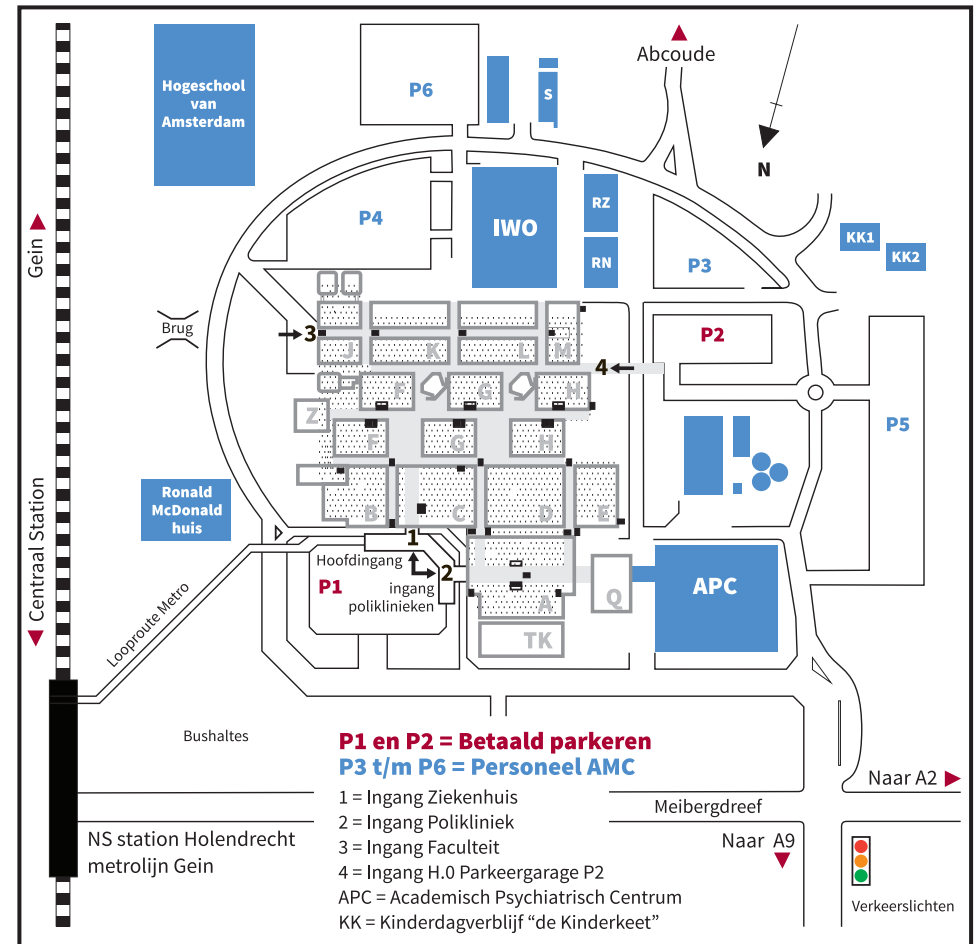 Abcoude
Hogeschool
van
Amsterdam
P6
S
N
Gein
P4
IWO
RZ
RN
P3
KK1
KK2
Brug
3
J
K
L
M
4
P2
F
G
H
Z
P5
F
G
H
Centraal Station
Ronald
McDonald
huis
B
C
D
E
1
Hoofdingang
2
P1
ingang
poliklinieken
A
Q
APC
TK
Looproute Metro
Bushaltes
P1 en P2 = Betaald parkeren
P3 t/m P6 = Personeel AMC
1 = Ingang Ziekenhuis
2 = Ingang Polikliniek
3 = Ingang Faculteit
4 = Ingang H.0 Parkeergarage P2
APC = Academisch Psychiatrisch Centrum
KK = Kinderdagverblijf “de Kinderkeet”
NS station Holendrecht
metrolijn Gein
Meibergdreef
Naar A2
Naar A9
Verkeerslichten